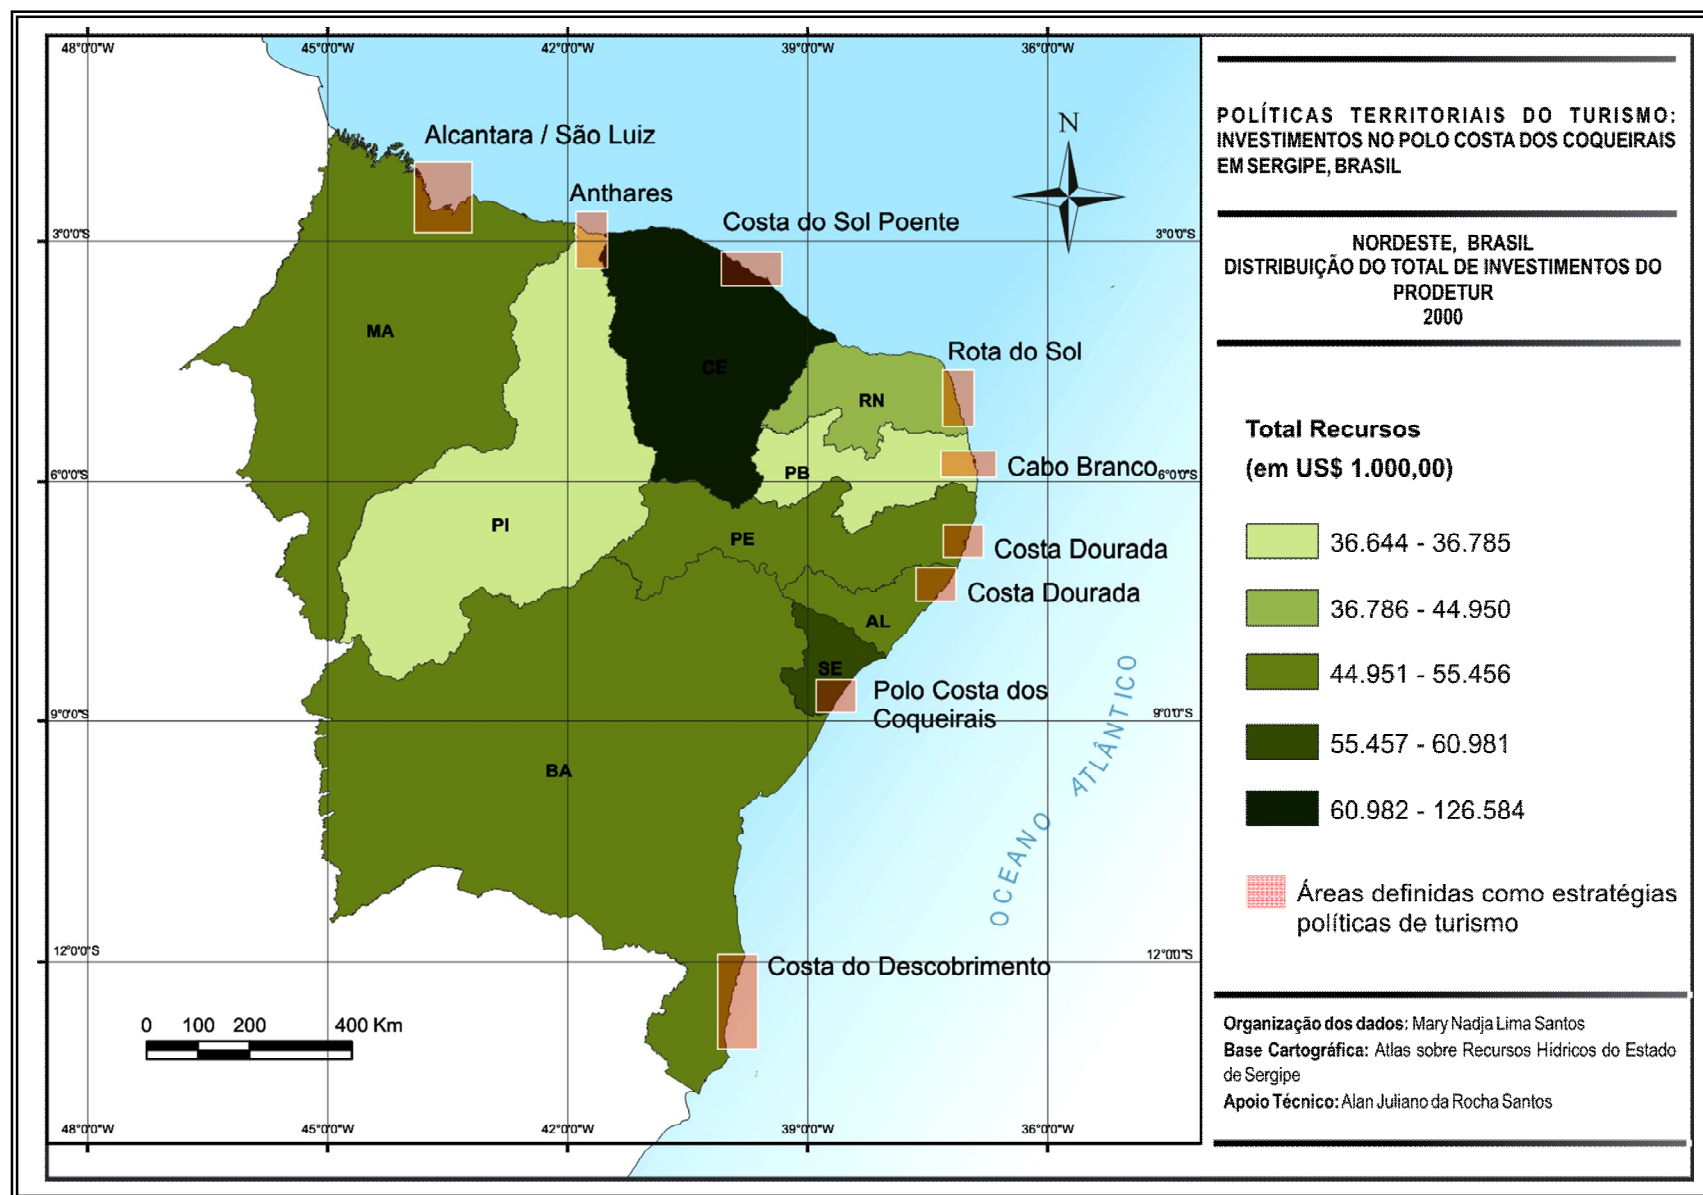 48°0'0"W
45°0'0"W
42°0'0"W
39°0'0"W
36°0'0"W
Alcantara / São Luiz
Anthares
Costa do Sol Poente
N
3°0'0"S
3°0'0"S
MA
CE
Rota do Sol
RN
PB
Cabo Branco
6°0'0"S
6°0'0"S
PI
PE
Costa Dourada
Costa Dourada
AL
SE
Polo Costa dos
Coqueirais
9°0'0"S
9°0'0"S
BA
OCEANO ATLÂNTICO
12°0'0"S
12°0'0"S
Costa do Descobrimento
0 100 200 400 Km
48°0'0"W
45°0'0"W
42°0'0"W
39°0'0"W
36°0'0"W
POLÍTICAS TERRITORIAIS DO TURISMO:
INVESTIMENTOS NO POLO COSTA DOS COQUEIRAIS
EM SERGIPE, BRASIL
NORDESTE, BRASIL
DISTRIBUIÇÃO DO TOTAL DE INVESTIMENTOS DO
PRODETUR
2000
Total Recursos
(em US$ 1.000,00)
36.644 - 36.785
36.786 - 44.950
44.951 - 55.456
55.457 - 60.981
60.982 - 126.584
Áreas definidas como estratégias
políticas de turismo
Organização dos dados: Mary Nadja Lima Santos
Base Cartográfica: Atlas sobre Recursos Hídricos do Estado
de Sergipe
Apoio Técnico: Alan Juliano da Rocha Santos